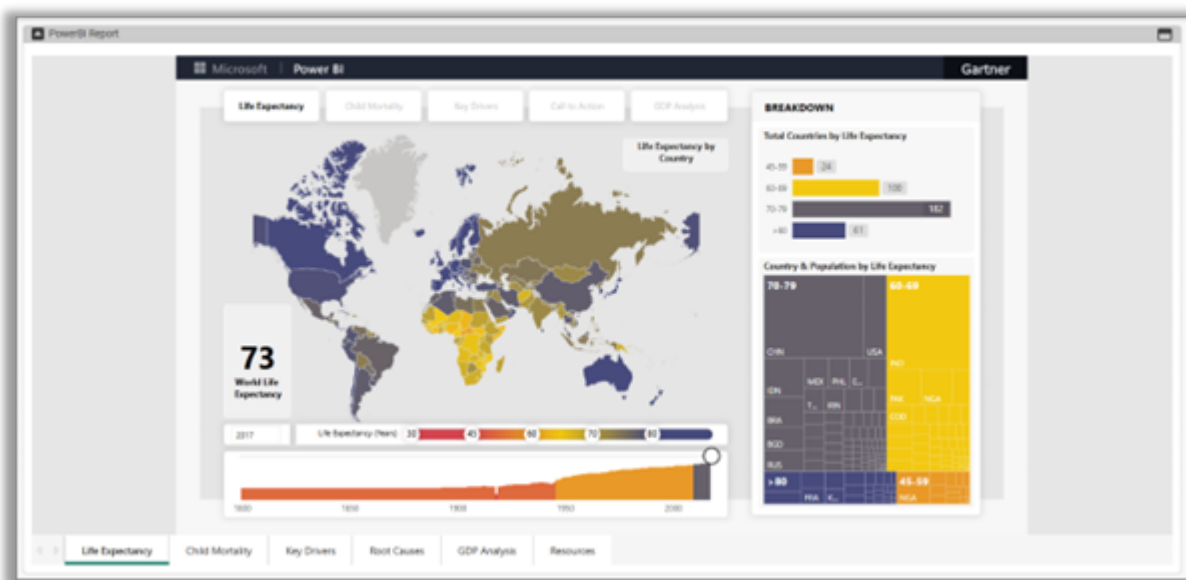 PowerBI Report
Microsoft Power BI Gartner
Life Expectancy Child Mortality Key Drivers Call to Action GDP Analysis
BREAKDOWN
Life Expectancy by
Country
Total Countries by Life Expectancy
45-59 24
60-69 100
70-79 182
>80 61
Country & Population by Life Expectancy
70-79 60-69
CHN USA IND
IDN MEX PHL E...
PAK NGA
T... IRN
BRA COD
BGD
RUS
>80 45-59
FRA K... NGA
73
World Life
Expectancy
2017 Life Expectancy (Years) 30 45 60 70 80
1800 1850 1900 1950 2000
Life Expectancy Child Mortality Key Drivers Root Causes GDP Analysis Resources